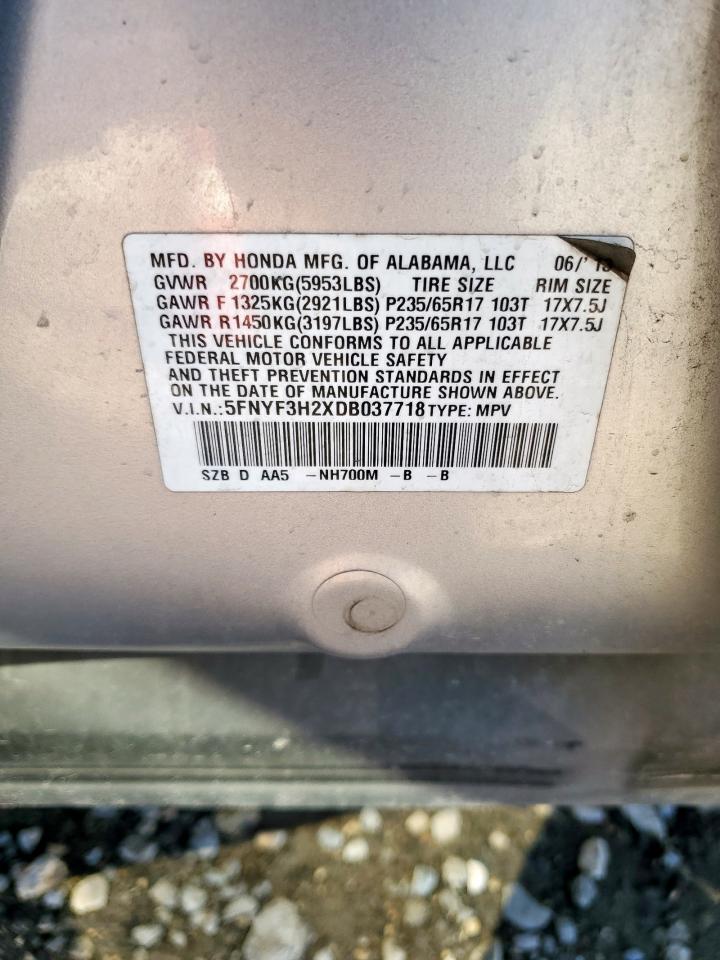 MFD. BY HONDA MFG. OF ALABAMA, LLC 06/'13
GVWR 2700KG(5953LBS) TIRE SIZE RIM SIZE
GAWR F 1325KG(2921LBS) P235/65R17 103T 17X7.5J
GAWR R1450KG(3197LBS) P235/65R17 103T 17X7.5J
THIS VEHICLE CONFORMS TO ALL APPLICABLE
FEDERAL MOTOR VEHICLE SAFETY
AND THEFT PREVENTION STANDARDS IN EFFECT
ON THE DATE OF MANUFACTURE SHOWN ABOVE.
V.I.N.:5FNYF3H2XDB037718 TYPE: MPV
SZB D AA5 -NH700M -B -B